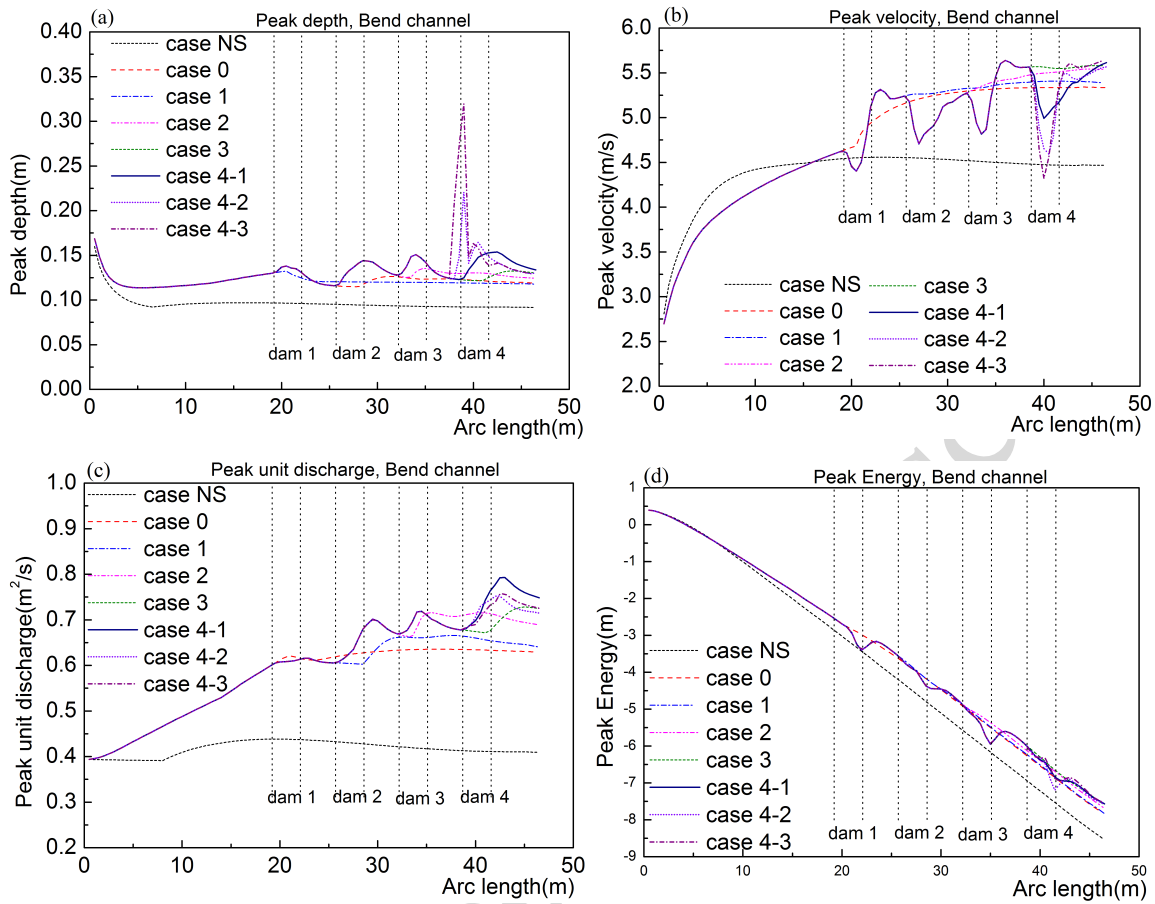 (a)
Peak depth, Bend channel
0.40
0.35
0.30
0.25
0.20
0.15
0.10
0.05
0.00
Peak depth(m)
case NS
case 0
case 1
case 2
case 3
case 4-1
case 4-2
case 4-3
dam 1
dam 2
dam 3
dam 4
0
10
20
30
40
50
Arc length(m)
(b)
Peak velocity, Bend channel
6.0
5.5
5.0
4.5
4.0
3.5
3.0
2.5
2.0
Peak velocity(m/s)
dam 1
dam 2
dam 3
dam 4
case NS
case 0
case 1
case 2
case 3
case 4-1
case 4-2
case 4-3
0
10
20
30
40
50
Arc length(m)
(c)
Peak unit discharge, Bend channel
1.0
0.9
0.8
0.7
0.6
0.5
0.4
0.3
0.2
Peak unit discharge(m²/s)
case NS
case 0
case 1
case 2
case 3
case 4-1
case 4-2
case 4-3
dam 1
dam 2
dam 3
dam 4
0
10
20
30
40
50
Arc length(m)
(d)
Peak Energy, Bend channel
1
0
-1
-2
-3
-4
-5
-6
-7
-8
-9
Peak Energy(m)
case NS
case 0
case 1
case 2
case 3
case 4-1
case 4-2
case 4-3
dam 1
dam 2
dam 3
dam 4
0
10
20
30
40
50
Arc length(m)